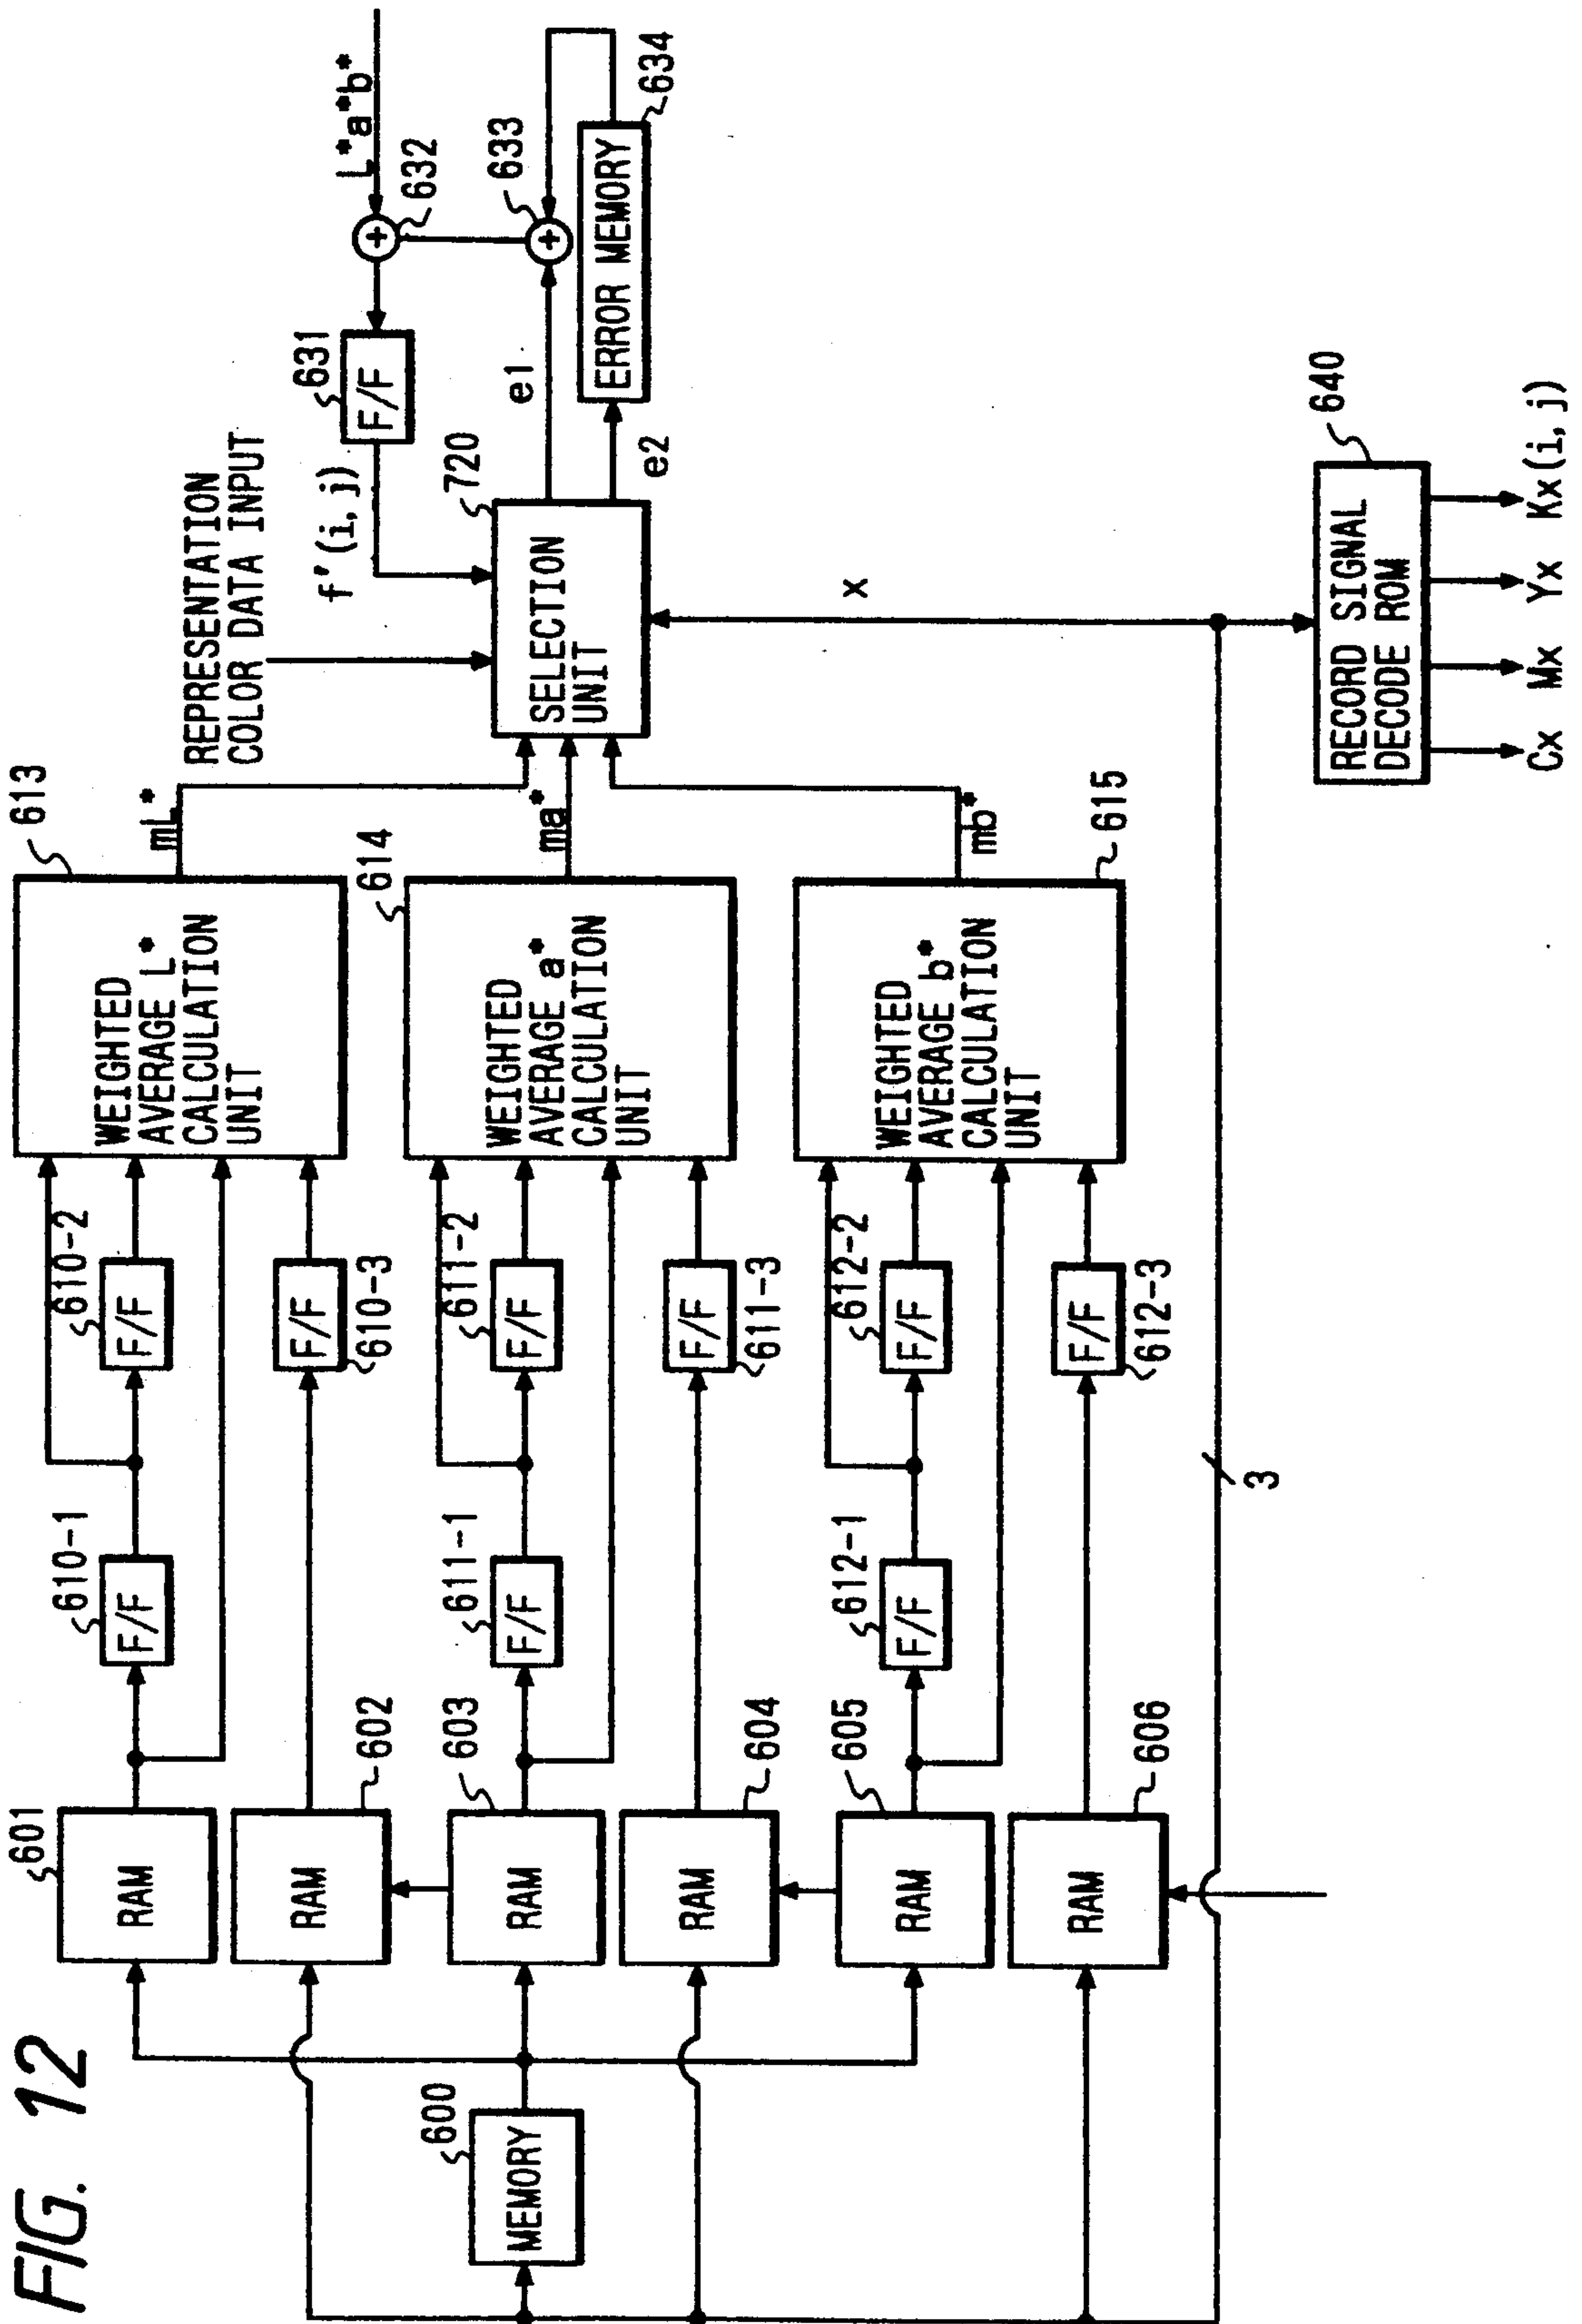 FIG. 12
MEMORY
600
RAM
601
RAM
602
RAM
603
RAM
604
RAM
605
RAM
606
F/F
610-1
F/F
610-2
F/F
610-3
F/F
611-1
F/F
611-2
F/F
611-3
F/F
612-1
F/F
612-2
F/F
612-3
WEIGHTED
AVERAGE L*
CALCULATION
UNIT
613
mL*
WEIGHTED
AVERAGE a*
CALCULATION
UNIT
614
ma*
WEIGHTED
AVERAGE b*
CALCULATION
UNIT
615
mb*
REPRESENTATION
COLOR DATA INPUT
f'(i,j)
F/F
631
L*a*b*
+
632
+
633
SELECTION
UNIT
720
e1
e2
ERROR MEMORY
634
x
3
RECORD SIGNAL
DECODE ROM
640
Cx Mx Yx Kx(i,j)